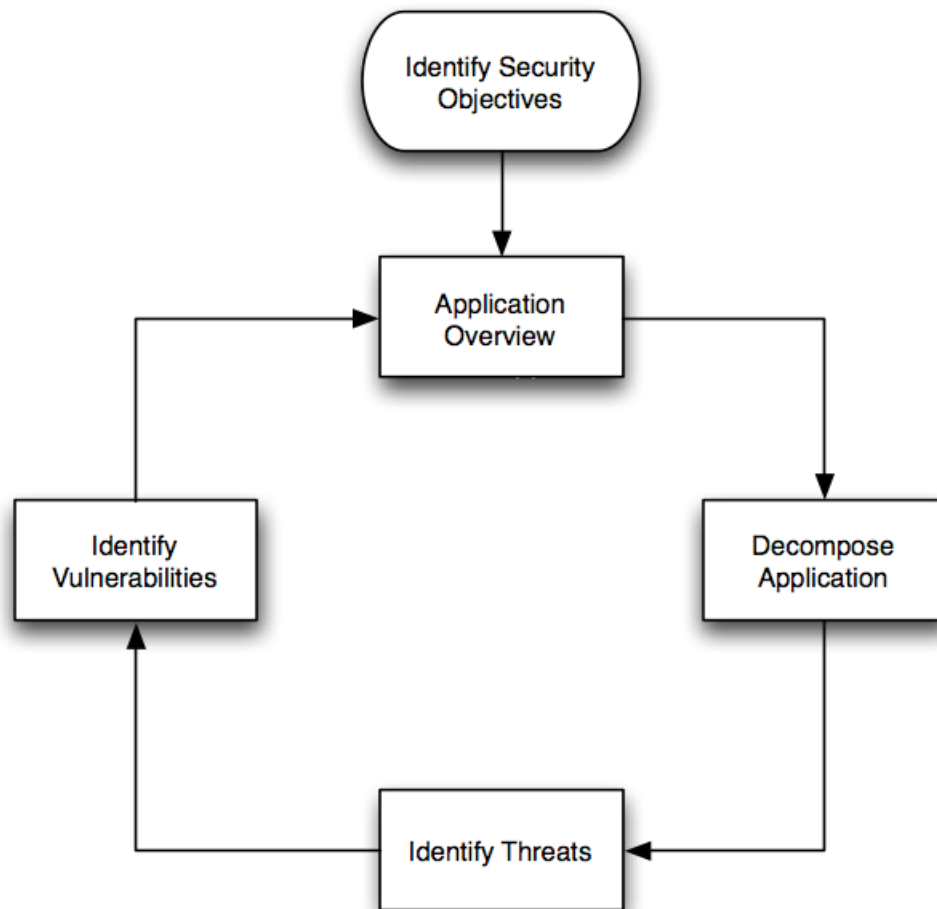 Identify Security
Objectives
Application
Overview
Decompose
Application
Identify Threats
Identify
Vulnerabilities